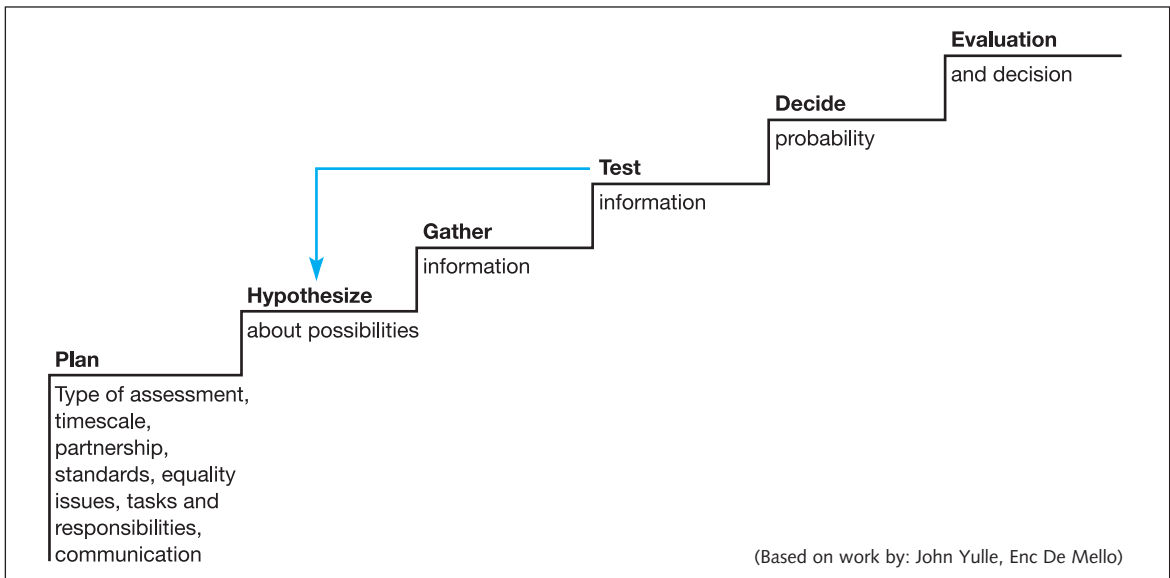 Evaluation
and decision
Decide
probability
Test
information
Gather
information
Hypothesize
about possibilities
Plan
Type of assessment,
timescale,
partnership,
standards, equality
issues, tasks and
responsibilities,
communication
(Based on work by: John Yulle, Enc De Mello)